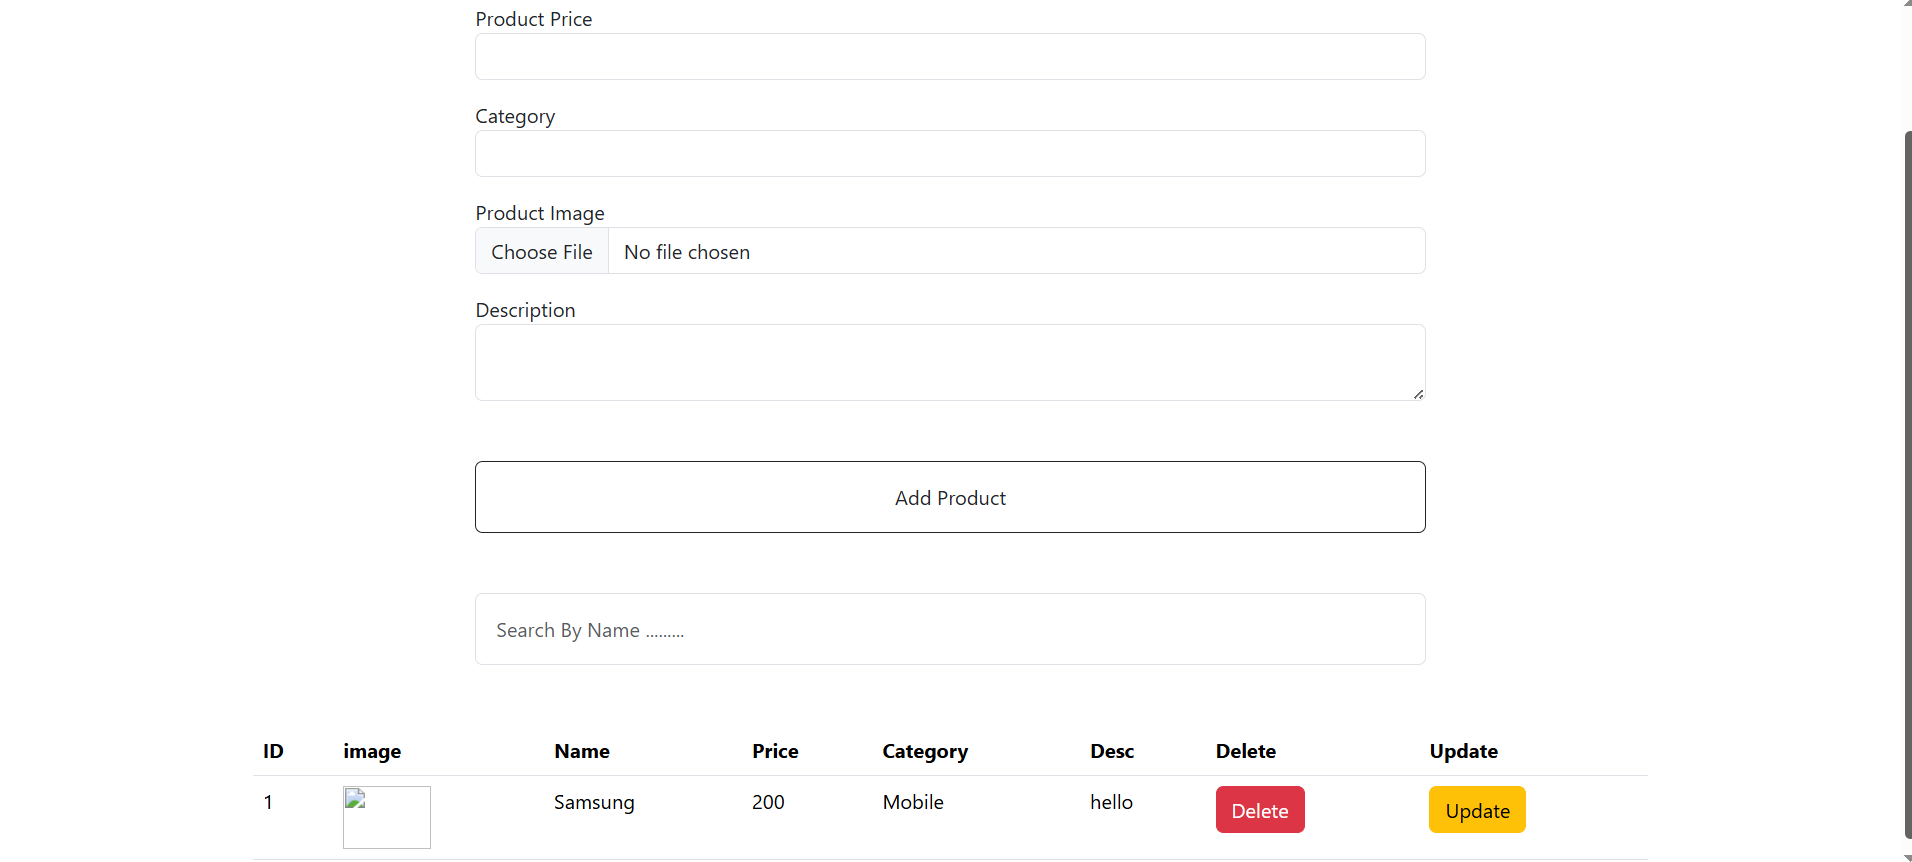 Product Price
Category
Product Image
Choose File No file chosen
Description
Add Product
Search By Name .........
ID image Name Price Category Desc Delete Update
1 Samsung 200 Mobile hello Delete Update